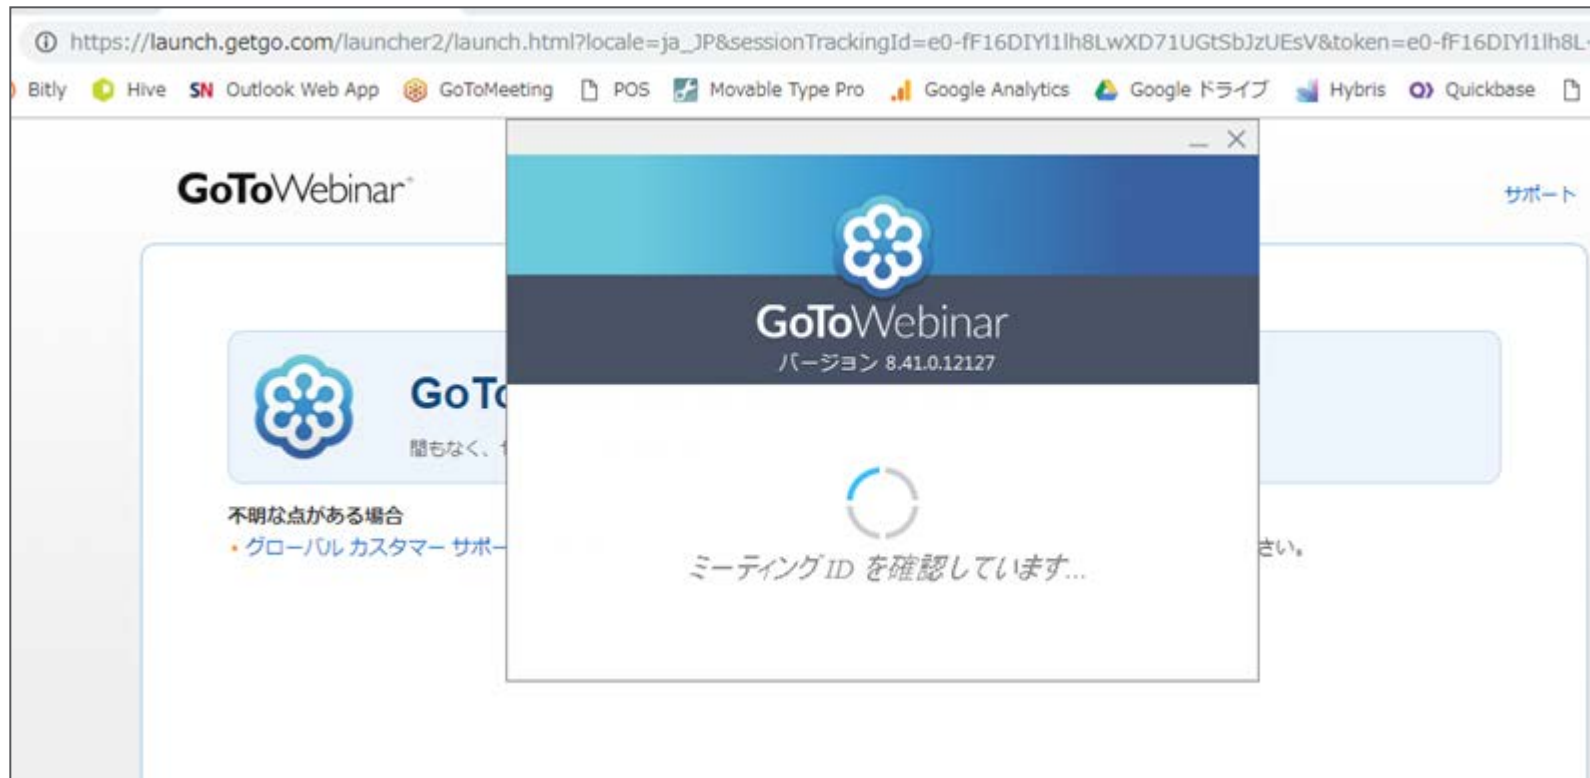 https://launch.getgo.com/launcher2/launch.html?locale=ja_JP&sessionTrackingId=e0-fF16DIYl1lh8LwXD71UGtSbJzUEsV&token=e0-fF16DIYl1lh8L
Bitly Hive SN Outlook Web App GoToMeeting POS Movable Type Pro Google Analytics Google ドライブ Hybris Quickbase
GoToWebinar
サポート
GoToWebinar
バージョン 8.41.0.12127
GoTo
間もなく、
不明な点がある場合
・グローバル カスタマー サポー
さい。
ミーティング ID を確認しています...